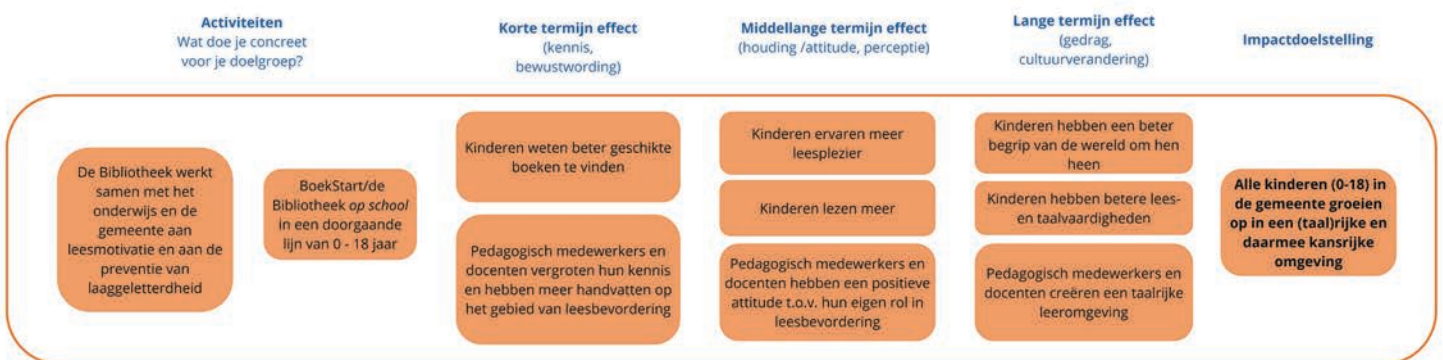 Activiteiten
Wat doe je concreet
voor je doelgroep?
Korte termijn effect
(kennis,
bewustwording)
Middellange termijn effect
(houding /attitude, perceptie)
Lange termijn effect
(gedrag,
cultuurverandering)
Impactdoelstelling
De Bibliotheek werkt
samen met het
onderwijs en de
gemeente aan
leesmotivatie en aan de
preventie van
laaggeletterdheid
BoekStart/de
Bibliotheek op school
in een doorgaande
lijn van 0 - 18 jaar
Kinderen weten beter geschikte
boeken te vinden
Pedagogisch medewerkers en
docenten vergroten hun kennis
en hebben meer handvatten op
het gebied van leesbevordering
Kinderen ervaren meer
leesplezier
Kinderen lezen meer
Pedagogisch medewerkers en
docenten hebben een positieve
attitude t.o.v. hun eigen rol in
leesbevordering
Kinderen hebben een beter
begrip van de wereld om hen
heen
Kinderen hebben betere lees-
en taalvaardigheden
Pedagogisch medewerkers en
docenten creëren een taalrijke
leeromgeving
Alle kinderen (0-18) in
de gemeente groeien
op in een (taal)rijke en
daarmee kansrijke
omgeving